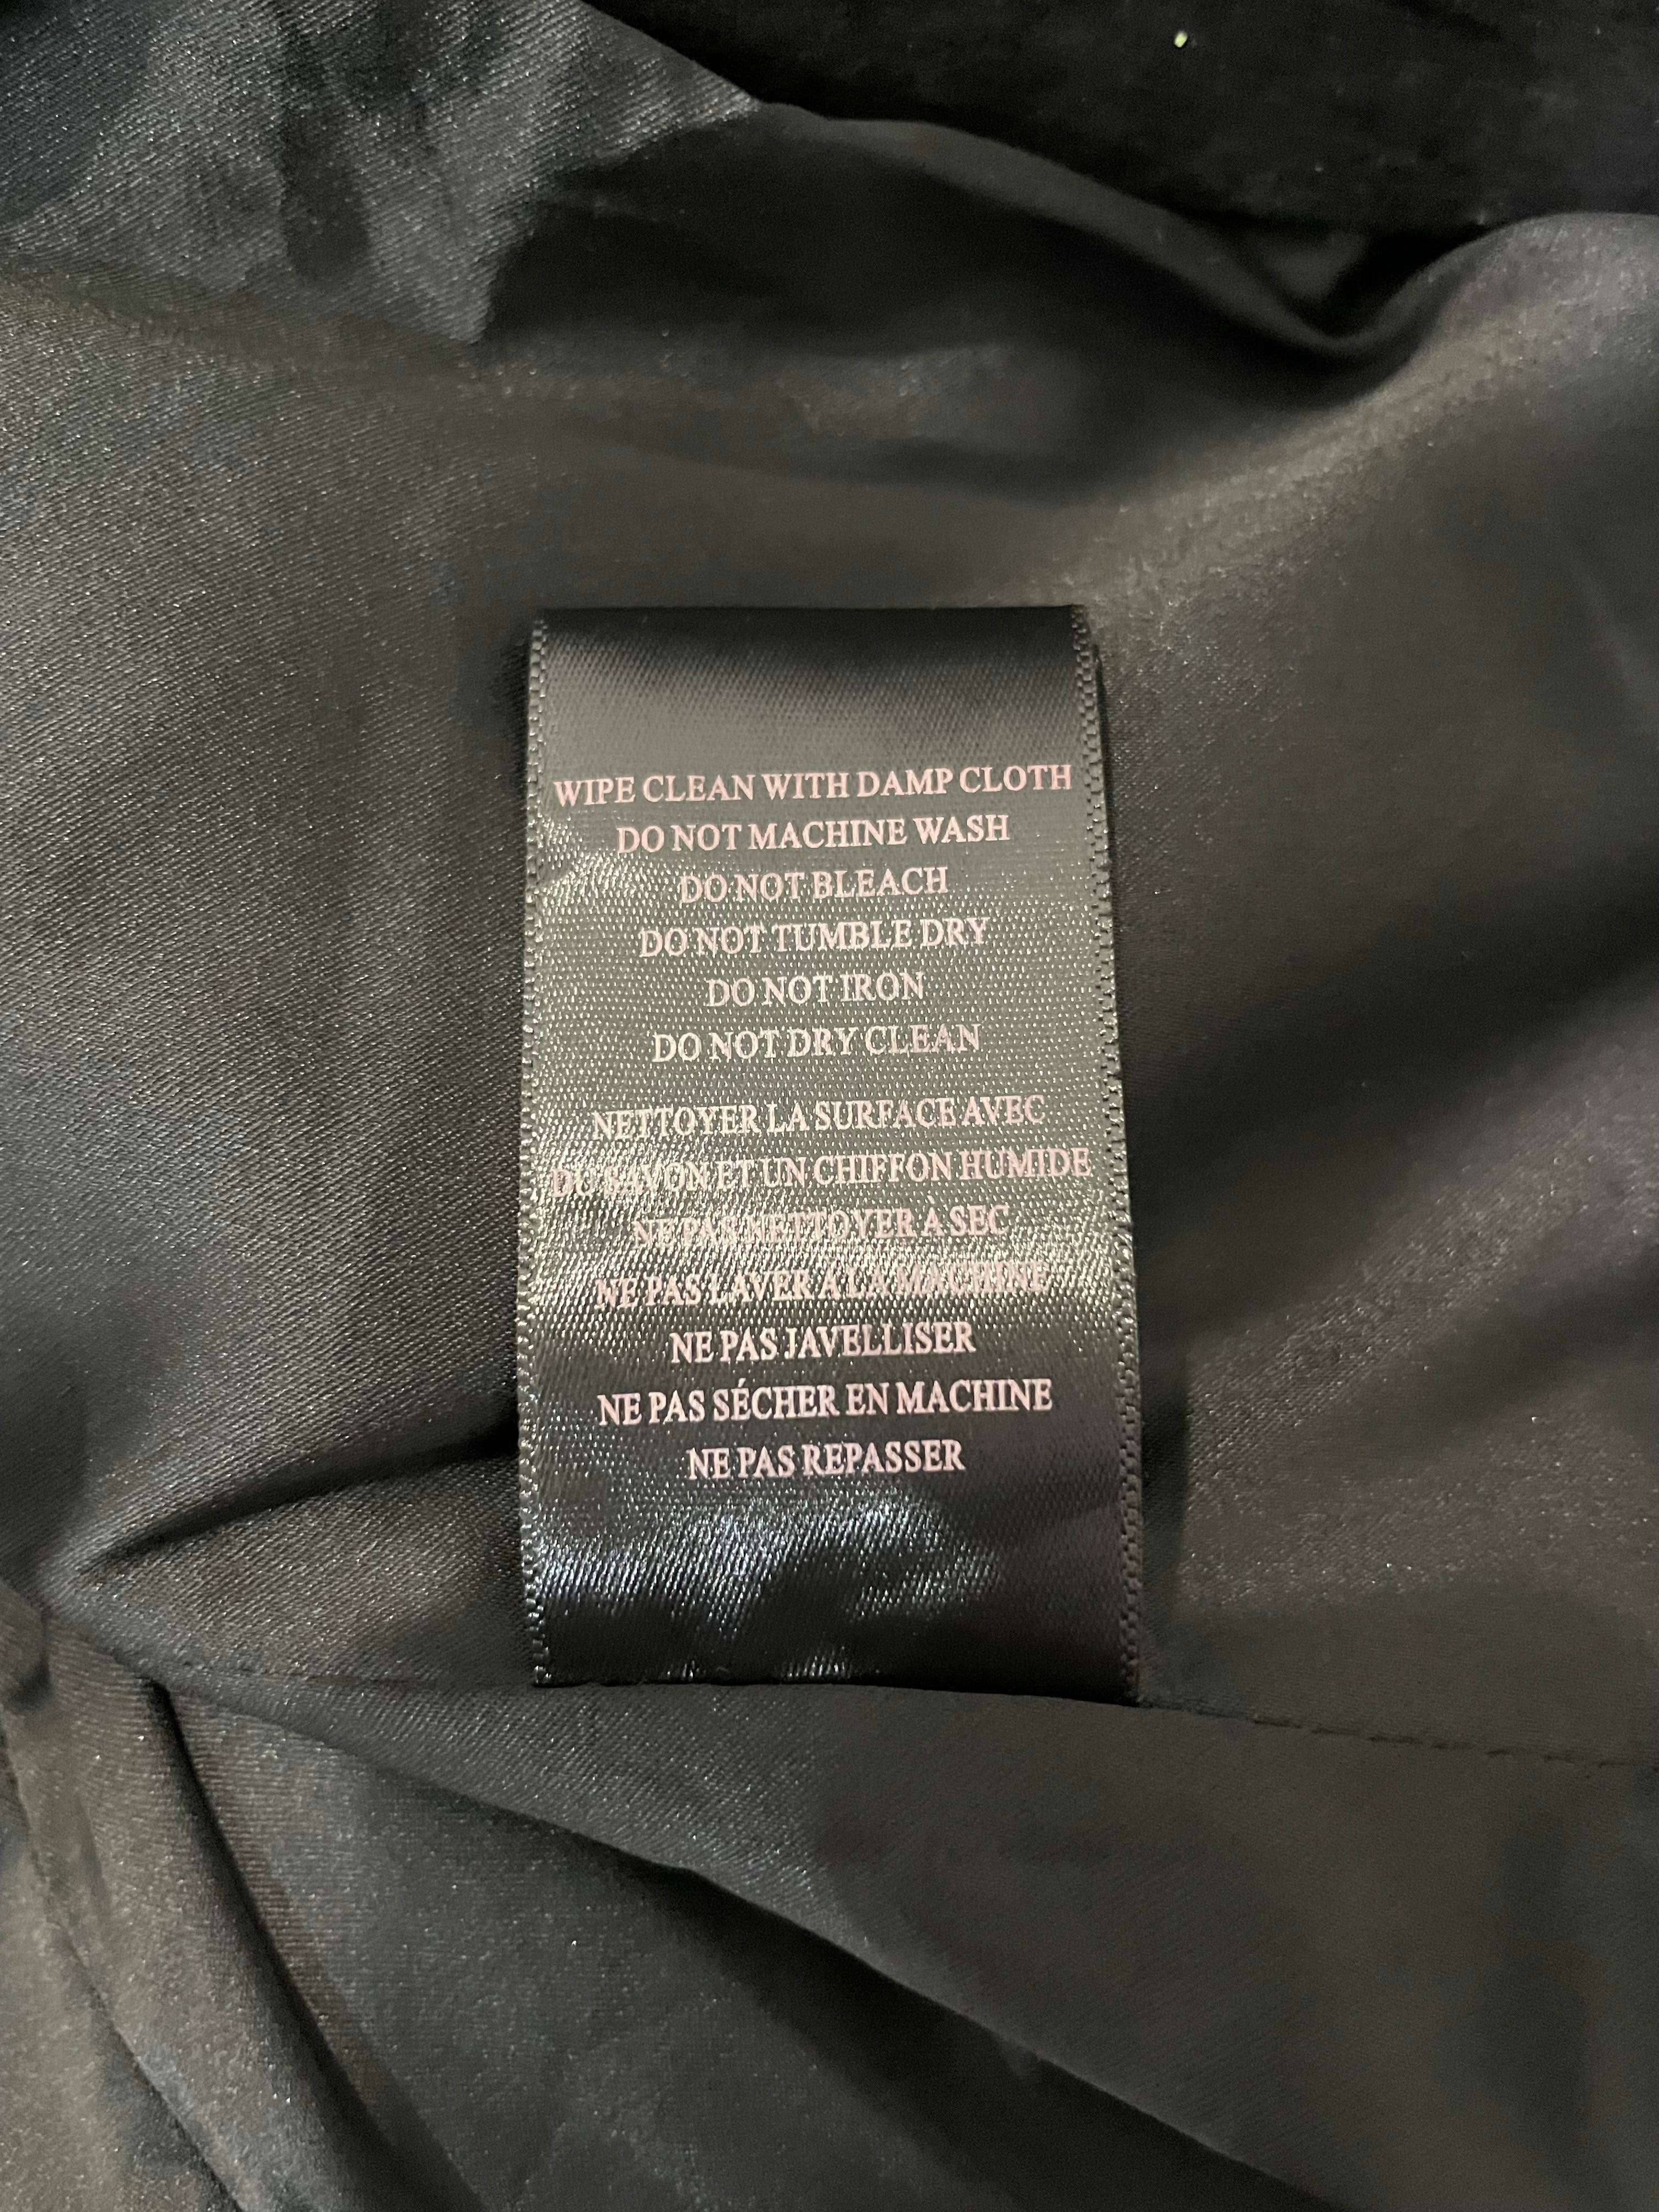 WIPE CLEAN WITH DAMP CLOTH
DO NOT MACHINE WASH
DO NOT BLEACH
DO NOT TUMBLE DRY
DO NOT IRON
DO NOT DRY CLEAN
NETTOYER LA SURFACE AVEC
DU SAVON ET UN CHIFFON HUMIDE
NE PAS NETTOYER À SEC
NE PAS LAVER À LA MACHINE
NE PAS JAVELLISER
NE PAS SÉCHER EN MACHINE
NE PAS REPASSER